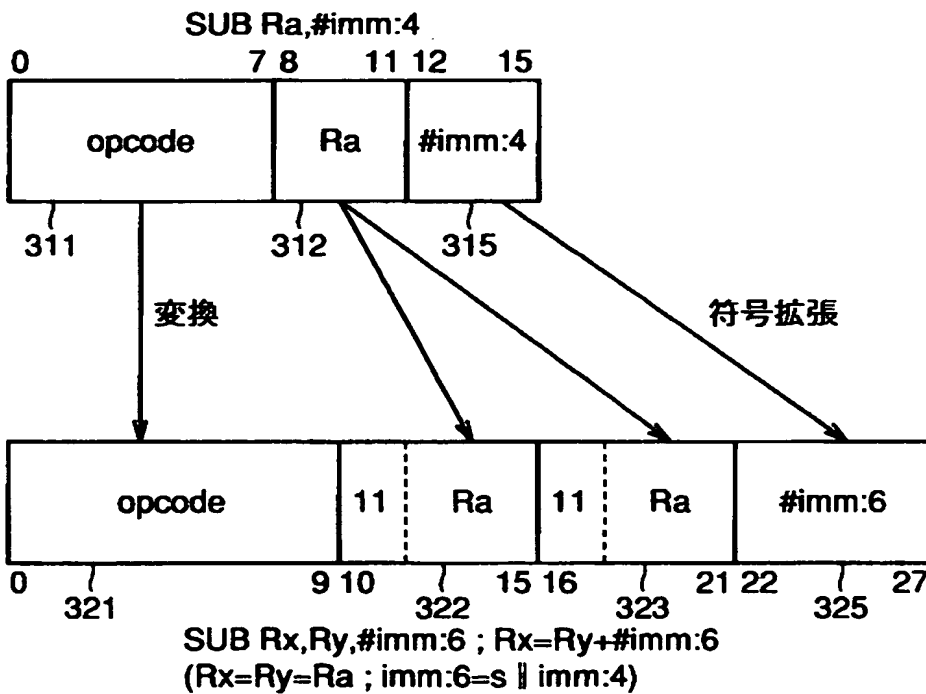 SUB Ra,#imm:4
0 7 8 11 12 15
opcode Ra #imm:4
311 312 315
変換 符号拡張
opcode 11 Ra 11 Ra #imm:6
0 9 10 15 16 21 22 27
321 322 323 325
SUB Rx,Ry,#imm:6 ; Rx=Ry+#imm:6
(Rx=Ry=Ra ; imm:6=s || imm:4)